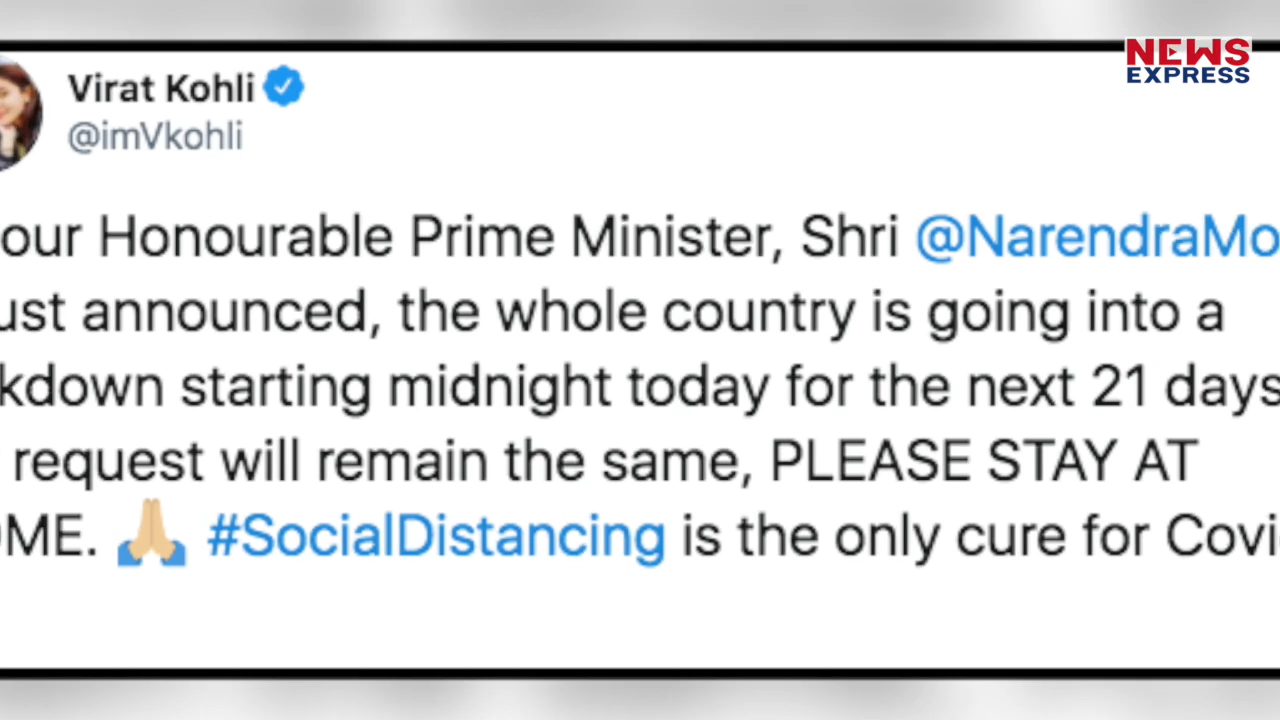 NEWS
EXPRESS
Virat Kohli
@imVkohli
our Honourable Prime Minister, Shri @NarendraMo
ust announced, the whole country is going into a
kdown starting midnight today for the next 21 days
request will remain the same, PLEASE STAY AT
OME. 🙏🏼 #SocialDistancing is the only cure for Covi